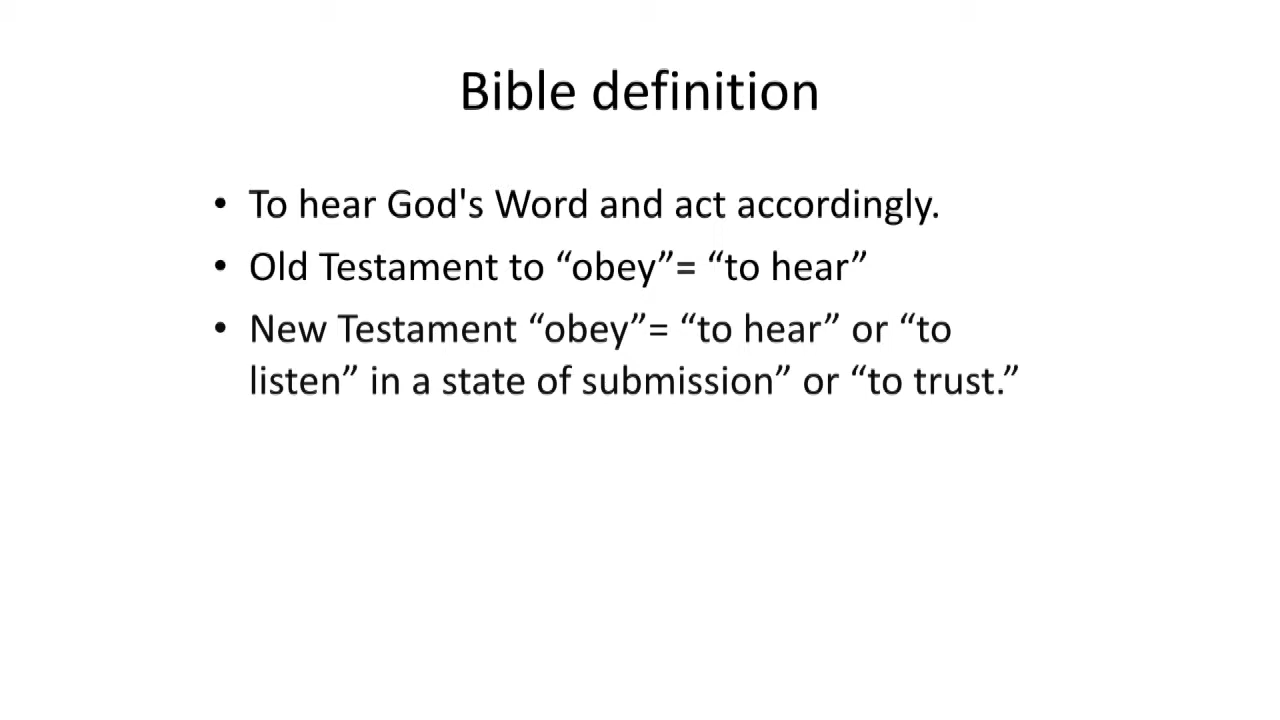 Bible definition
• To hear God's Word and act accordingly.
• Old Testament to “obey”= “to hear”
• New Testament “obey”= “to hear” or “to
listen” in a state of submission” or “to trust.”